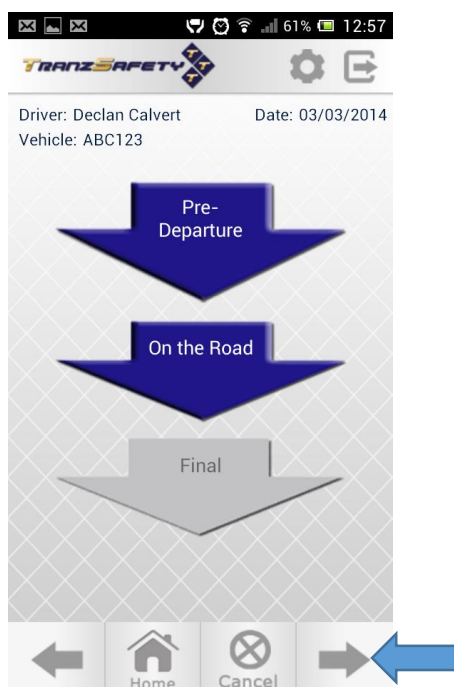 61% 12:57
TRANZSAFETY
T T T T
Driver: Declan Calvert Date: 03/03/2014
Vehicle: ABC123
Pre-
Departure
On the Road
Final
Home Cancel